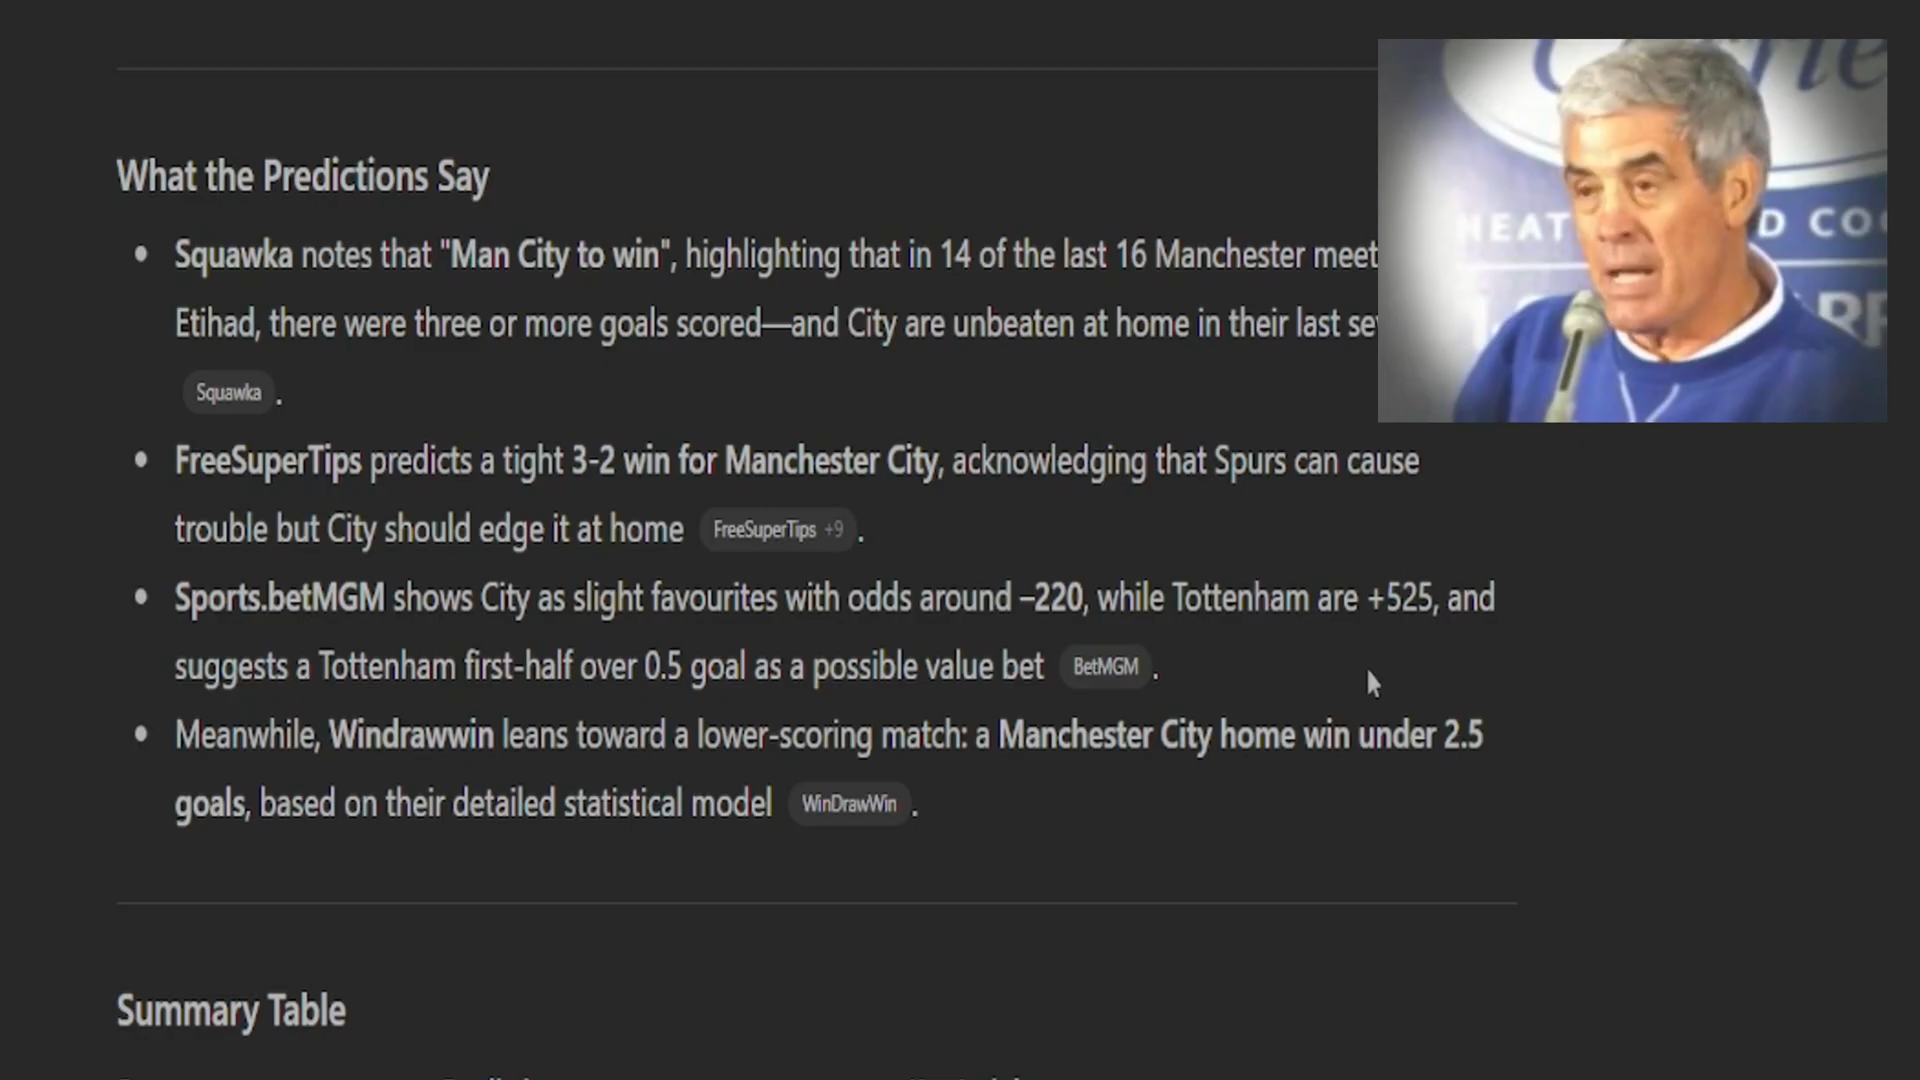 What the Predictions Say
• Squawka notes that "Man City to win", highlighting that in 14 of the last 16 Manchester meet
Etihad, there were three or more goals scored—and City are unbeaten at home in their last se
Squawka .
• FreeSuperTips predicts a tight 3-2 win for Manchester City, acknowledging that Spurs can cause
trouble but City should edge it at home FreeSuperTips +9 .
• Sports.betMGM shows City as slight favourites with odds around –220, while Tottenham are +525, and
suggests a Tottenham first-half over 0.5 goal as a possible value bet BetMGM .
• Meanwhile, Windrawwin leans toward a lower-scoring match: a Manchester City home win under 2.5
goals, based on their detailed statistical model WinDrawWin .
Summary Table
HEAT D CO